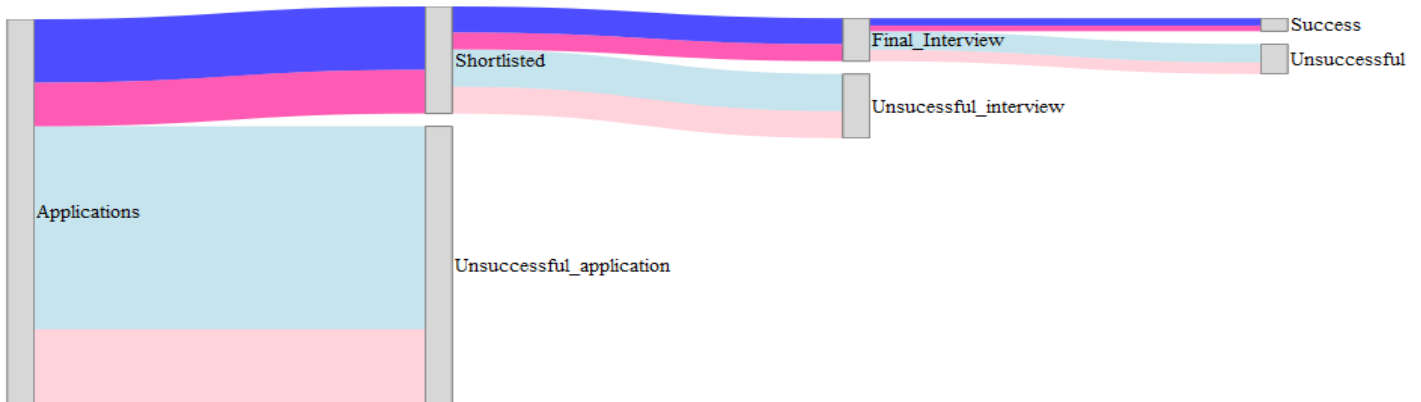 Applications
Shortlisted
Unsuccessful_application
Final_Interview
Unsucessful_interview
Success
Unsuccessful